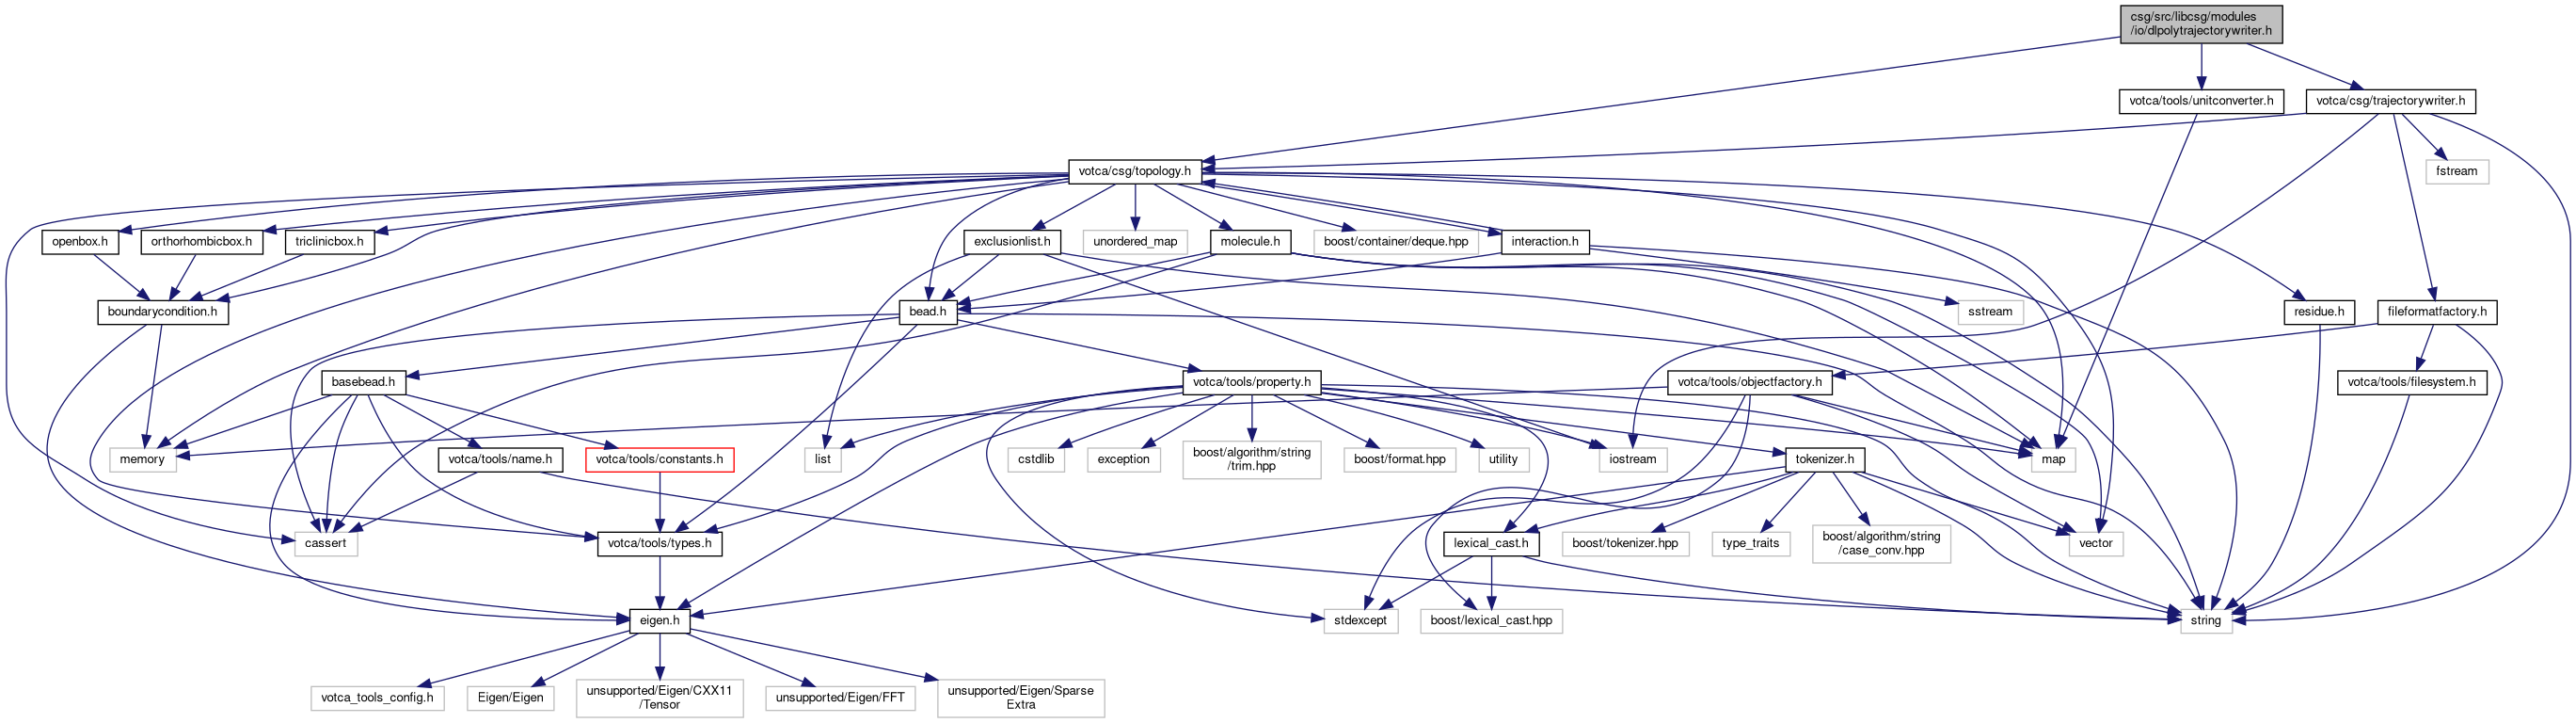 csg/src/libcsg/modules
/io/dlpolytrajectorywriter.h
votca/tools/unitconverter.h
votca/csg/trajectorywriter.h
votca/csg/topology.h
fstream
openbox.h
orthorhombicbox.h
triclinicbox.h
exclusionlist.h
unordered_map
molecule.h
boost/container/deque.hpp
interaction.h
boundarycondition.h
bead.h
sstream
residue.h
fileformatfactory.h
basebead.h
votca/tools/property.h
votca/tools/objectfactory.h
votca/tools/filesystem.h
memory
votca/tools/name.h
votca/tools/constants.h
list
cstdlib
exception
boost/algorithm/string
/trim.hpp
boost/format.hpp
utility
iostream
tokenizer.h
map
cassert
votca/tools/types.h
lexical_cast.h
boost/tokenizer.hpp
type_traits
boost/algorithm/string
/case_conv.hpp
vector
eigen.h
stdexcept
boost/lexical_cast.hpp
string
votca_tools_config.h
Eigen/Eigen
unsupported/Eigen/CXX11
/Tensor
unsupported/Eigen/FFT
unsupported/Eigen/Sparse
Extra